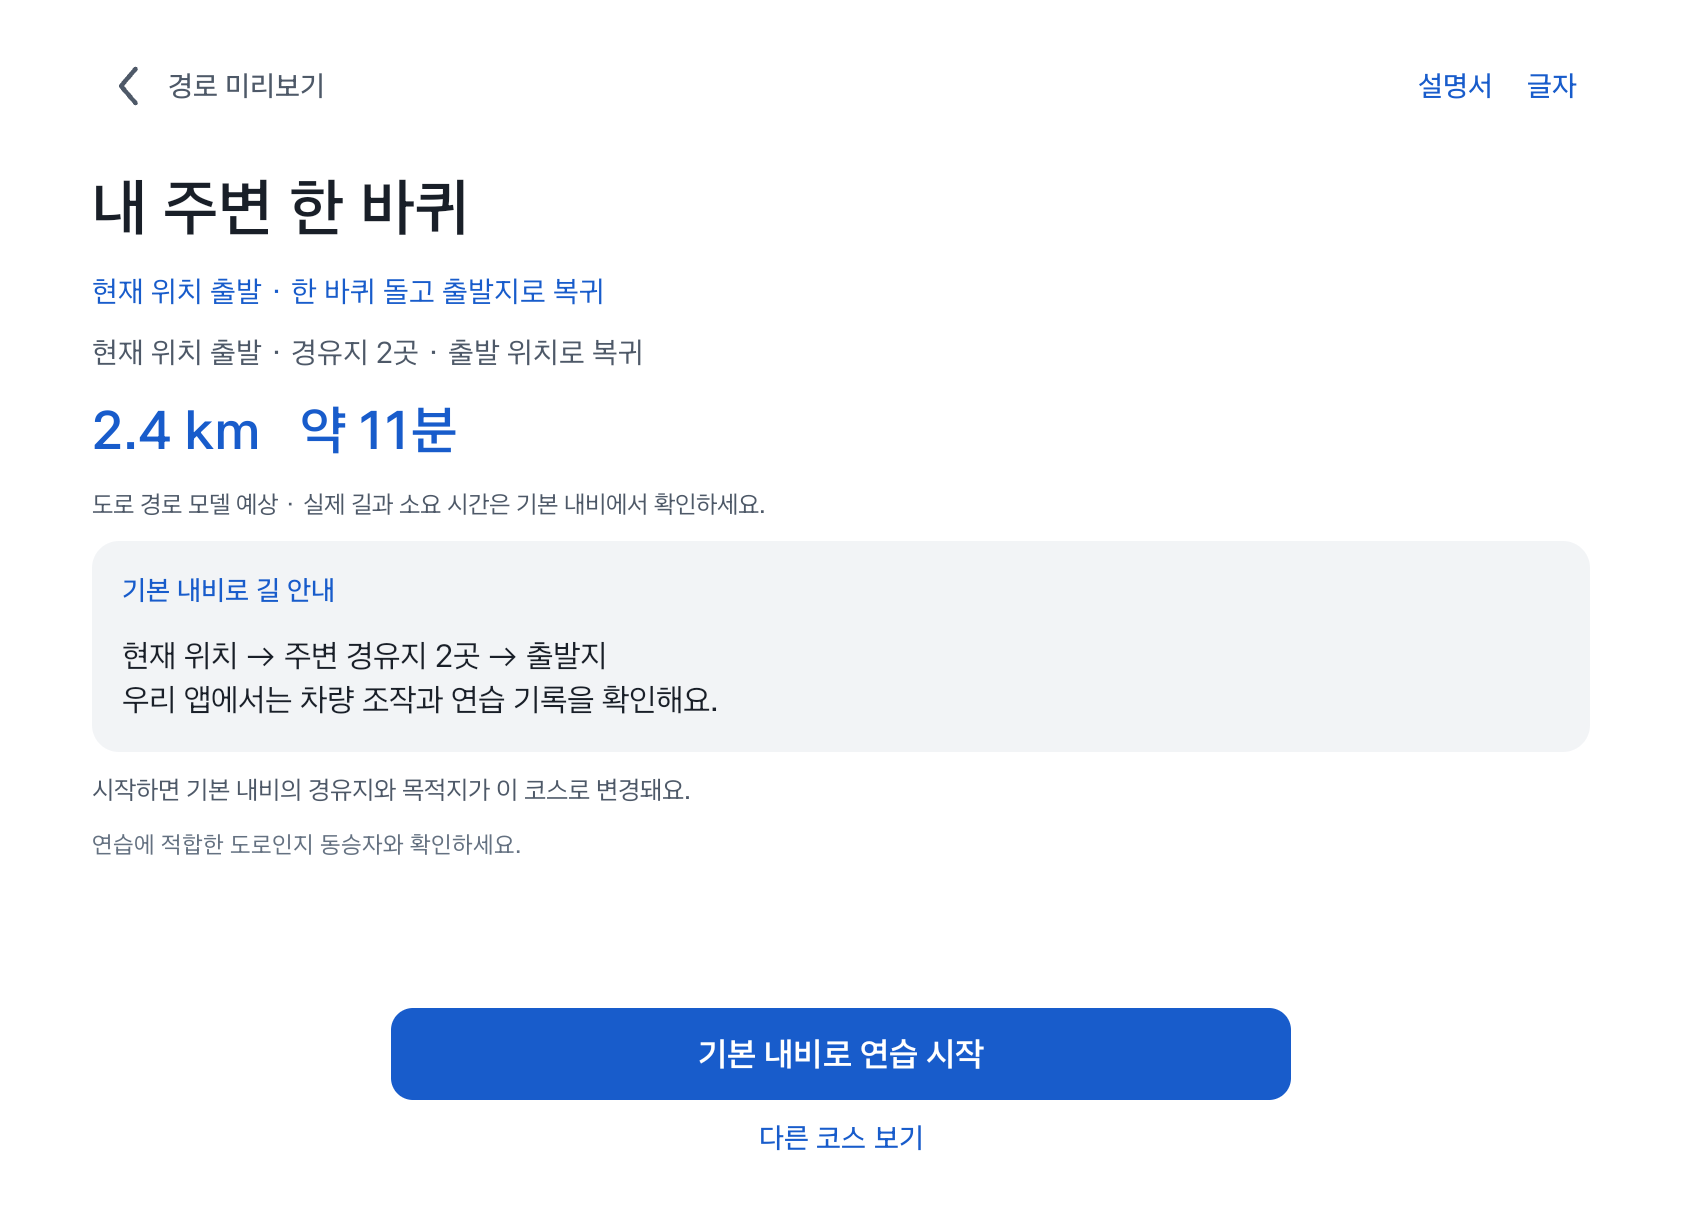 경로 미리보기
설명서 글자
내 주변 한 바퀴
현재 위치 출발 · 한 바퀴 돌고 출발지로 복귀
현재 위치 출발 · 경유지 2곳 · 출발 위치로 복귀
2.4 km 약 11분
도로 경로 모델 예상 · 실제 길과 소요 시간은 기본 내비에서 확인하세요.
기본 내비로 길 안내
현재 위치 → 주변 경유지 2곳 → 출발지
우리 앱에서는 차량 조작과 연습 기록을 확인해요.
시작하면 기본 내비의 경유지와 목적지가 이 코스로 변경돼요.
연습에 적합한 도로인지 동승자와 확인하세요.
기본 내비로 연습 시작
다른 코스 보기